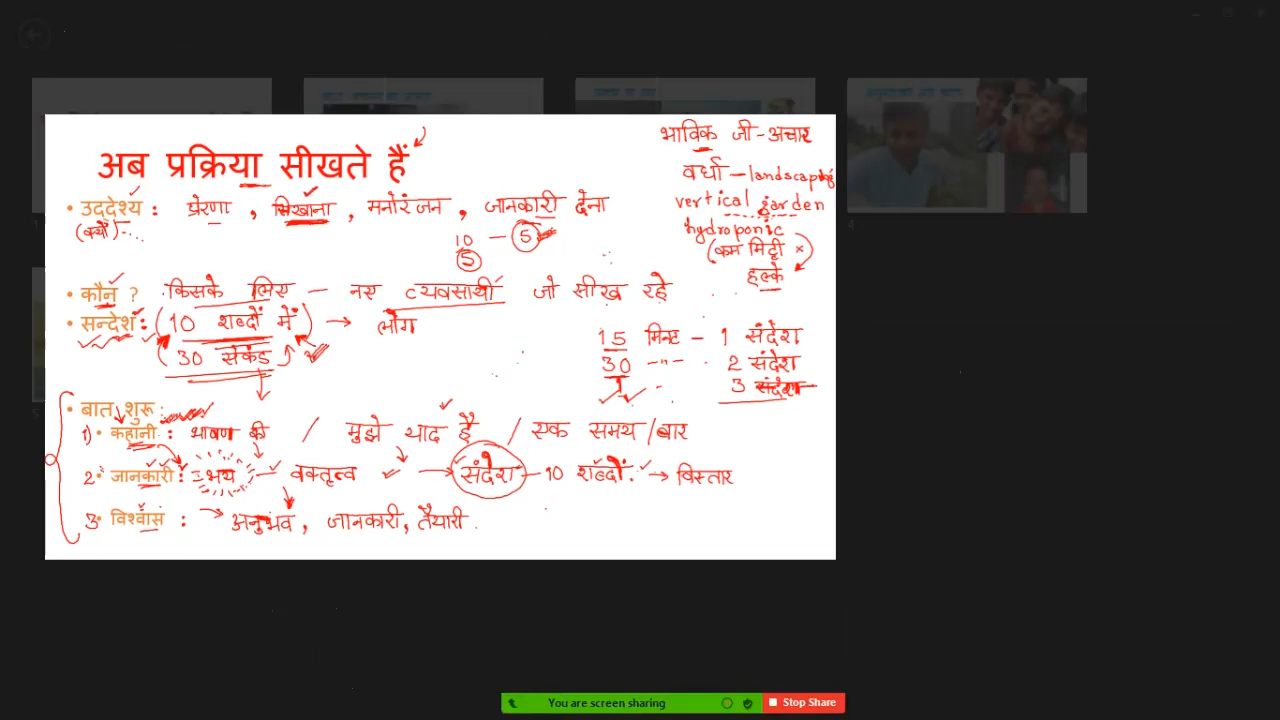 अब प्रक्रिया सीखते हैं
• उद्देश्य : प्रेरणा , सिखाना , मनोरंजन , जानकारी देना
(क्यों) -...
10 — 5
5
• कौन ? किसके लिए — नए व्यवसायी जो सीख रहे
• सन्देश : (10 शब्दों में) → लोग
(30 सेकंड)
भाविक जी - अचार
वर्धा — landscaping
vertical garden
hydroponic
(कम मिट्टी ×)
हल्के
15 मिनट — 1 संदेश
30 —"— 2 संदेश
3 संदेश
• बात शुरू :
1) कहानी : भाषण की / मुझे याद है / एक समय / बार
2 जानकारी : भय — वक्तृत्व → संदेश — 10 शब्दों. → विस्तार
3 विश्वास : → अनुभव , जानकारी, तैयारी
You are screen sharing
Stop Share